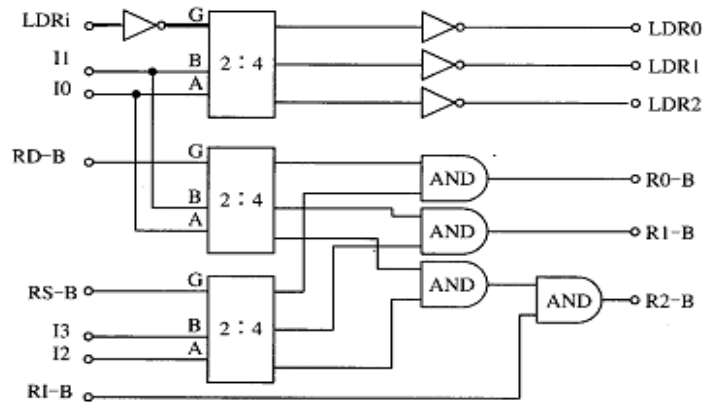 LDRi G LDR0
I1 B 2:4 LDR1
I0 A LDR2
RD-B G AND R0-B
B 2:4
A AND R1-B
RS-B G AND
I3 B 2:4 AND R2-B
I2 A
RI-B